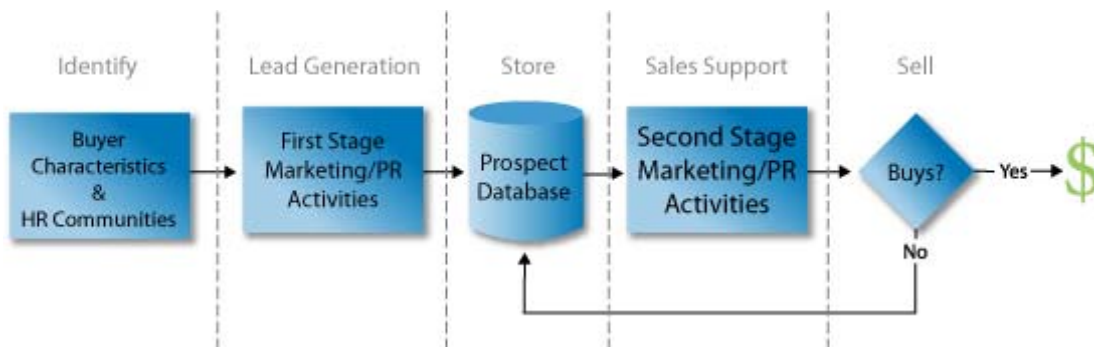 Identify
Lead Generation
Store
Sales Support
Sell
Buyer
Characteristics
&
HR Communities
First Stage
Marketing/PR
Activities
Prospect
Database
Second Stage
Marketing/PR
Activities
Buys?
Yes
$
No